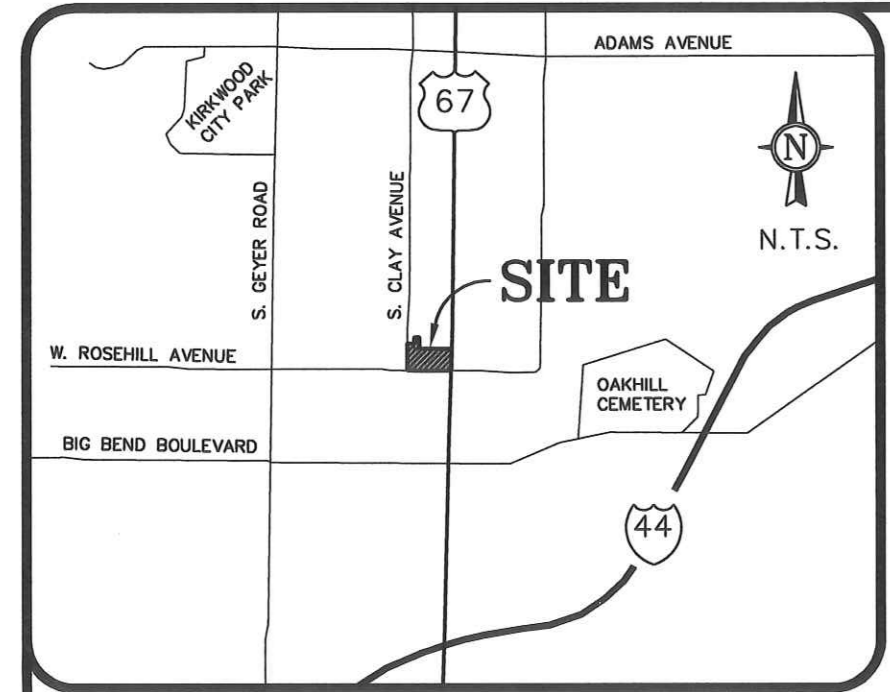 ADAMS AVENUE
KIRKWOOD
CITY PARK
67
N
N.T.S.
S. GEYER ROAD
S. CLAY AVENUE
SITE
W. ROSEHILL AVENUE
OAKHILL
CEMETERY
BIG BEND BOULEVARD
44